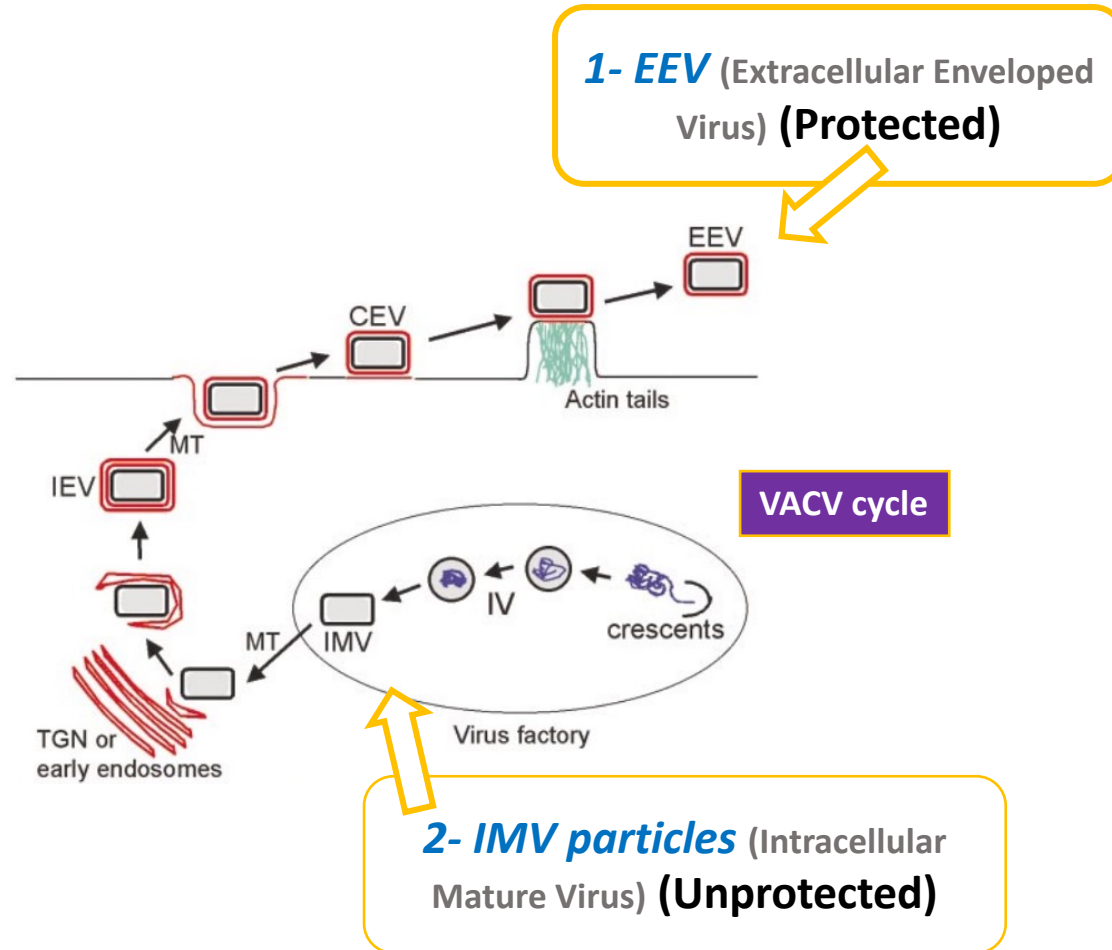 1- EEV (Extracellular Enveloped
Virus) (Protected)
EEV
CEV
Actin tails
MT
IEV
VACV cycle
IV
crescents
IMV
MT
Virus factory
TGN or
early endosomes
2- IMV particles (Intracellular
Mature Virus) (Unprotected)